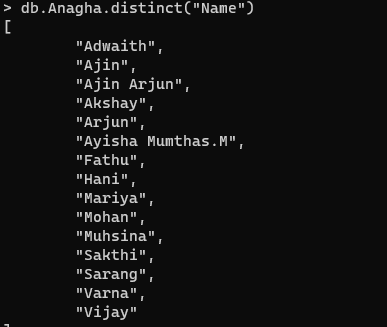 > db.Anagha.distinct("Name")
[
        "Adwaith",
        "Ajin",
        "Ajin Arjun",
        "Akshay",
        "Arjun",
        "Ayisha Mumthas.M",
        "Fathu",
        "Hani",
        "Mariya",
        "Mohan",
        "Muhsina",
        "Sakthi",
        "Sarang",
        "Varna",
        "Vijay"
]